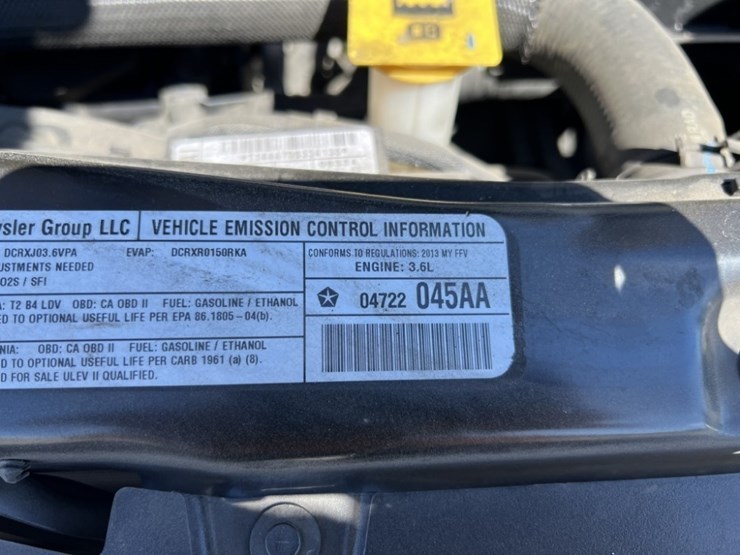 ysler Group LLC VEHICLE EMISSION CONTROL INFORMATION
DCRXJ03.6VPA EVAP: DCRXR0150RKA
USTMENTS NEEDED
O2S / SFI
CONFORMS TO REGULATIONS: 2013 MY FFV
ENGINE: 3.6L
A: T2 B4 LDV OBD: CA OBD II FUEL: GASOLINE / ETHANOL
ED TO OPTIONAL USEFUL LIFE PER EPA 86.1805-04(b).
04722 045AA
NIA: OBD: CA OBD II FUEL: GASOLINE / ETHANOL
D TO OPTIONAL USEFUL LIFE PER CARB 1961 (a) (8).
D FOR SALE ULEV II QUALIFIED.